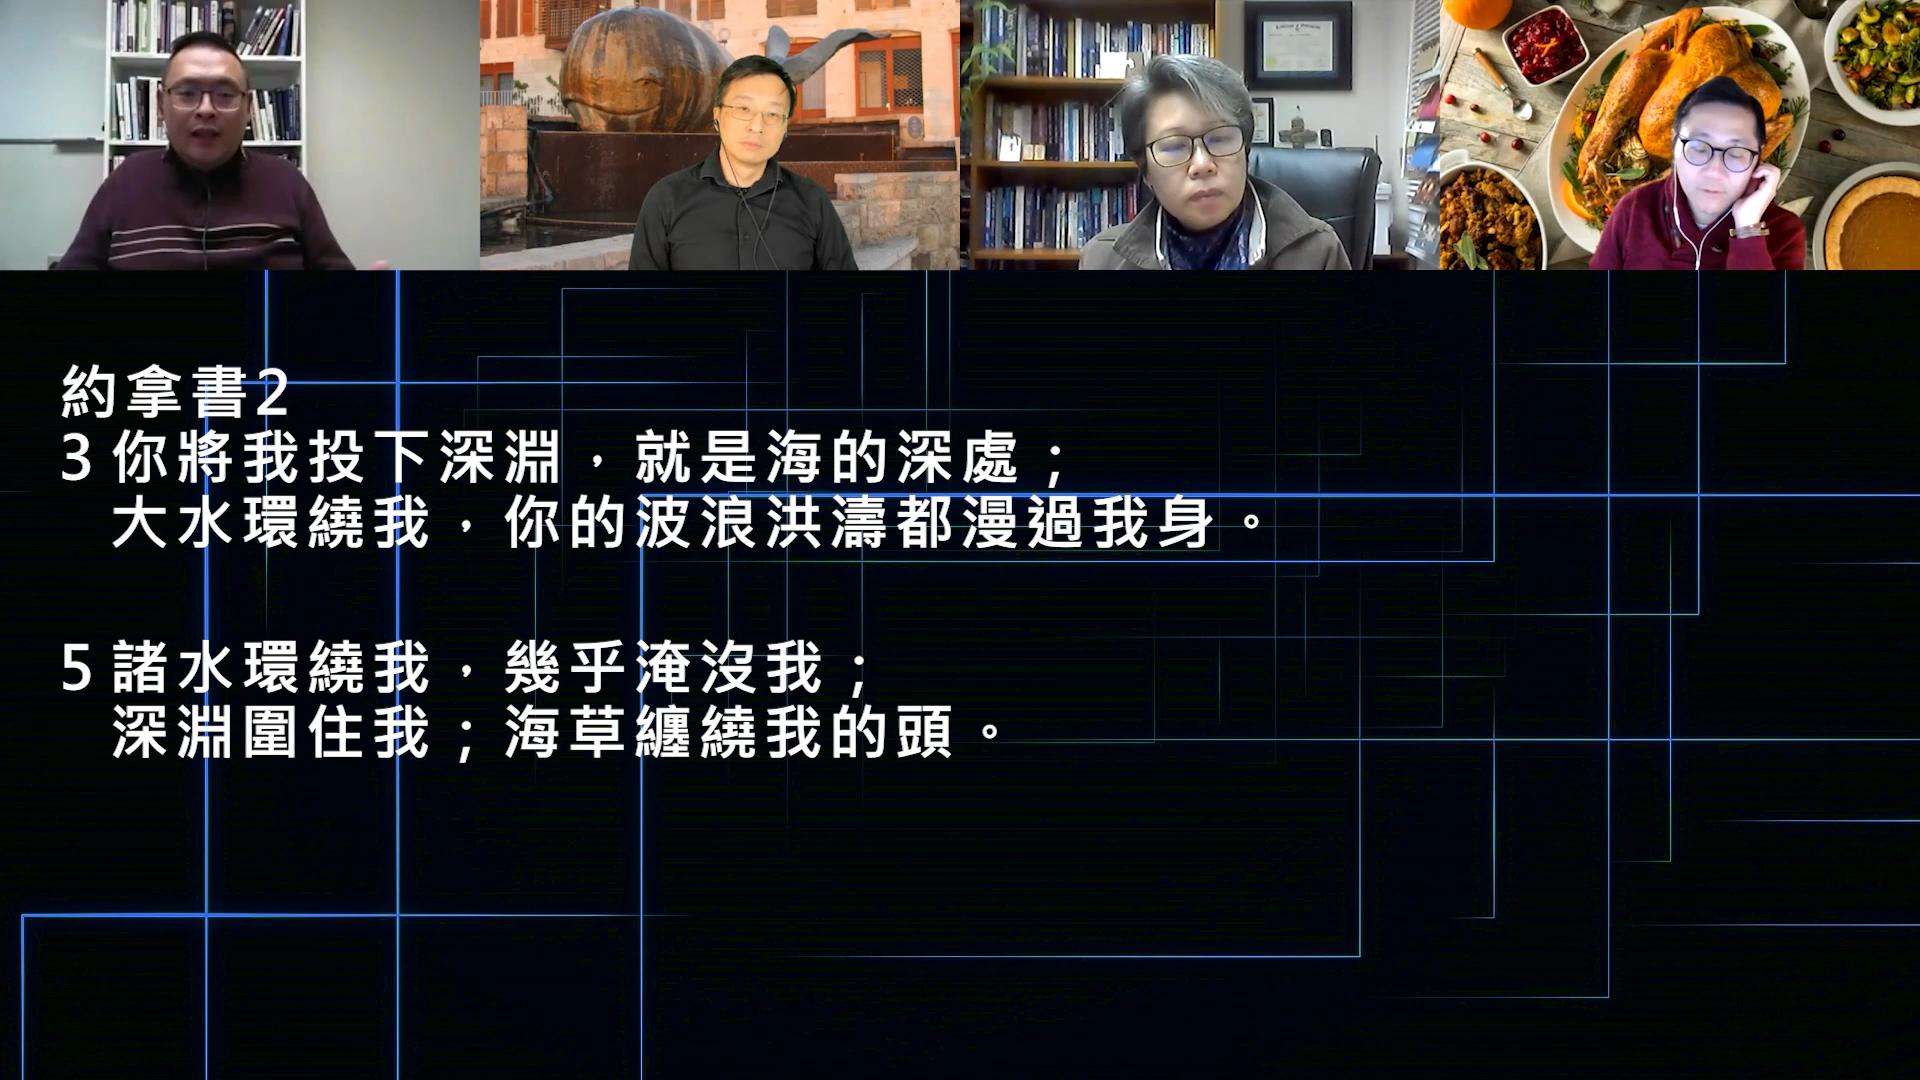 約拿書2
3 你將我投下深淵，就是海的深處；
大水環繞我，你的波浪洪濤都漫過我身。
5 諸水環繞我，幾乎淹沒我；
深淵圍住我；海草纏繞我的頭。